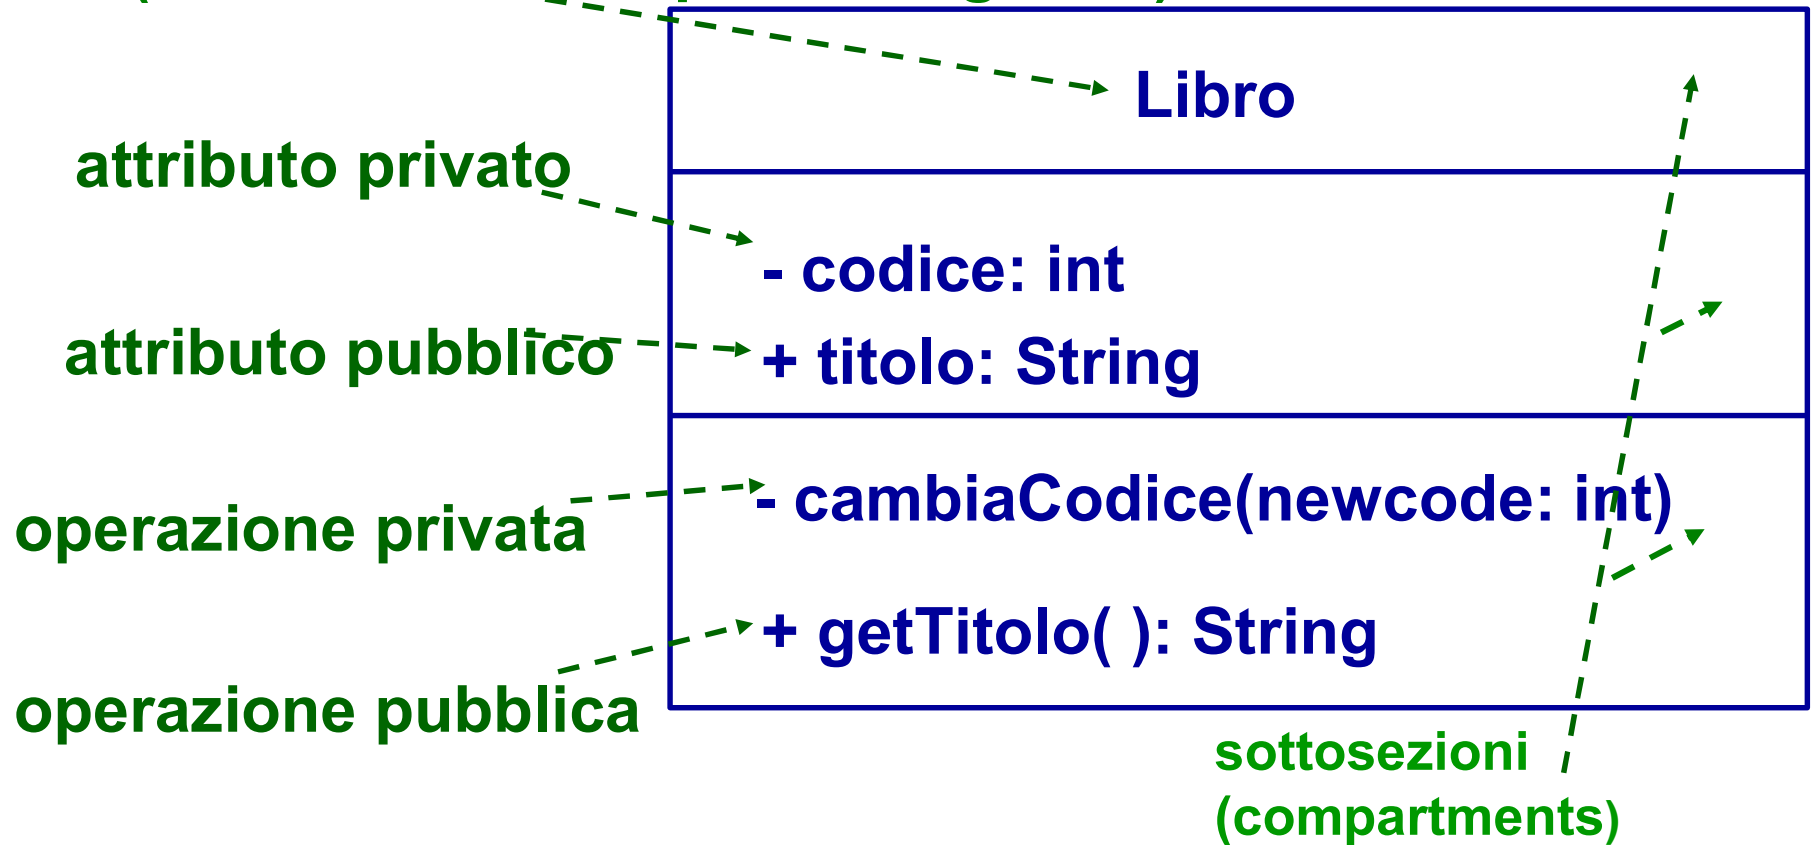 Libro
attributo privato
- codice: int
attributo pubblico
+ titolo: String
- cambiaCodice(newcode: int)
operazione privata
+ getTitolo( ): String
operazione pubblica
sottosezioni
(compartments)